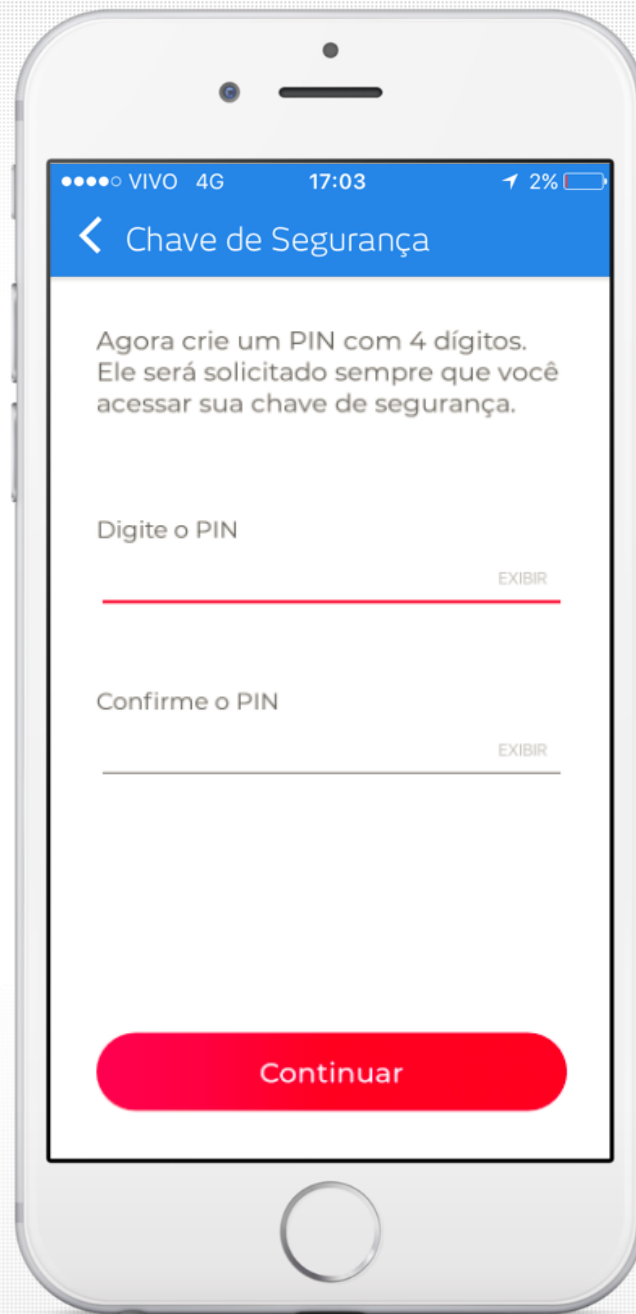 VIVO 4G 17:03 2%
Chave de Segurança
Agora crie um PIN com 4 dígitos.
Ele será solicitado sempre que você
acessar sua chave de segurança.
Digite o PIN
EXIBIR
Confirme o PIN
EXIBIR
Continuar